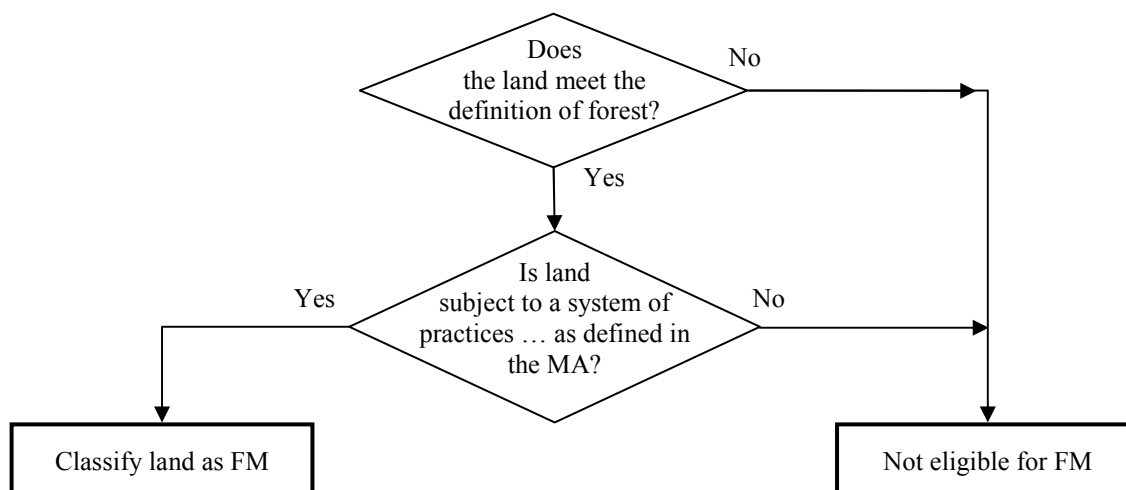 Does
the land meet the
definition of forest?
No
Yes
Is land
subject to a system of
practices … as defined in
the MA?
Yes
No
Classify land as FM
Not eligible for FM